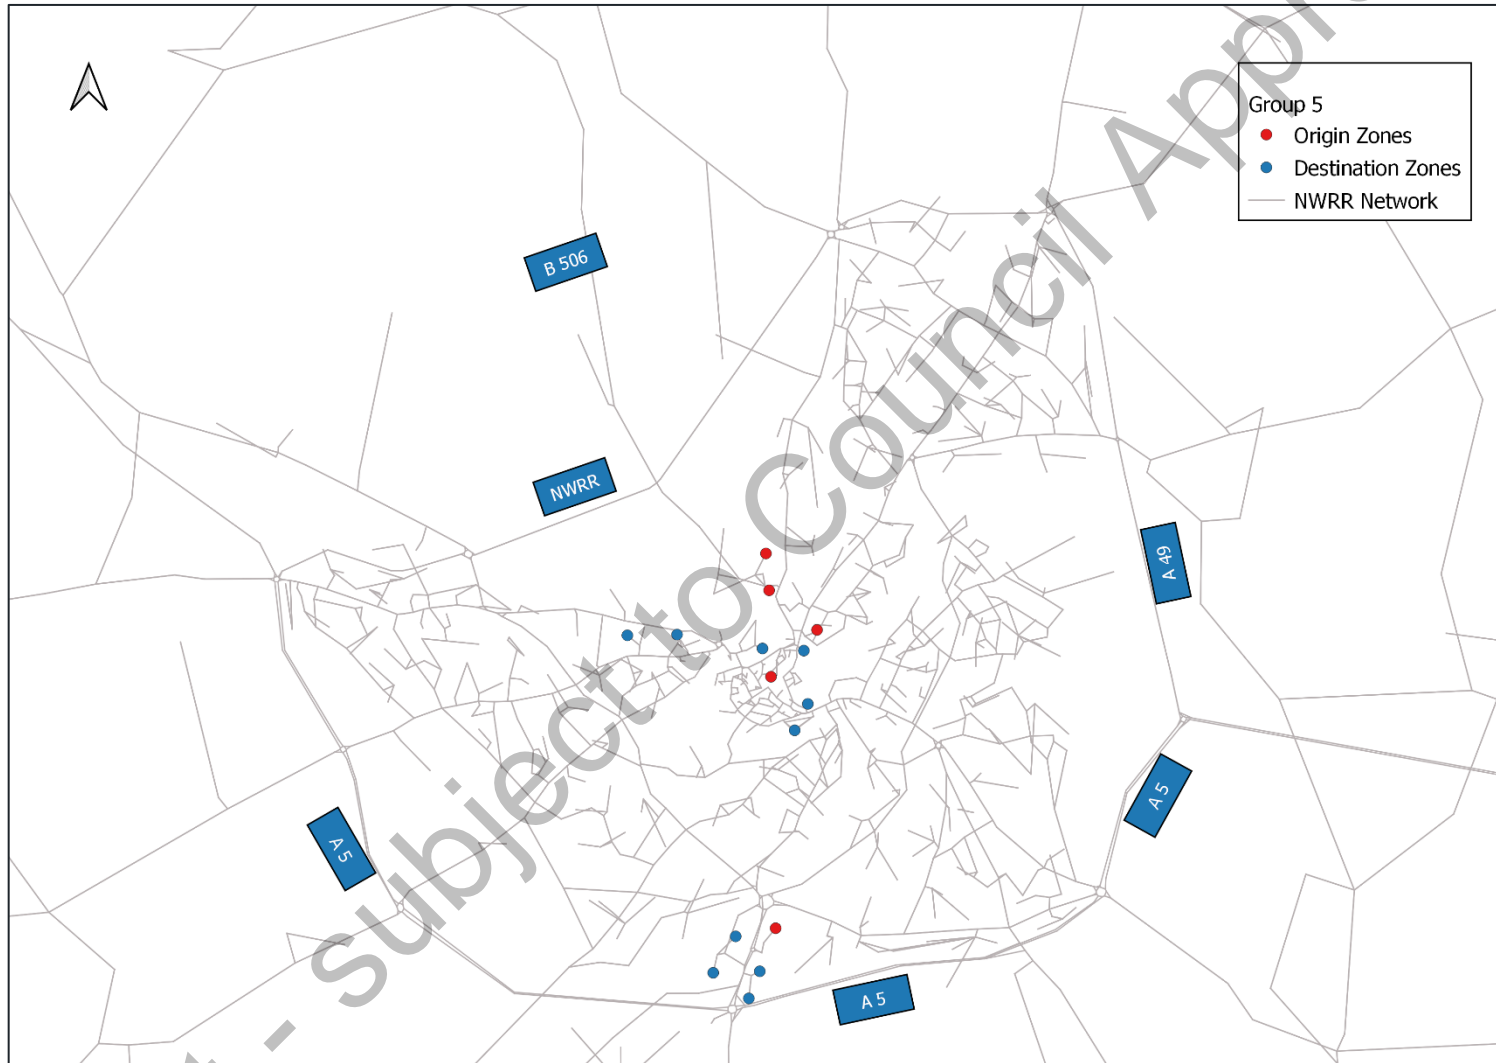 Group 5
Origin Zones
Destination Zones
NWRR Network
B 506
NWRR
A 49
A 5
A 5
A 5
- subject to Council Appr